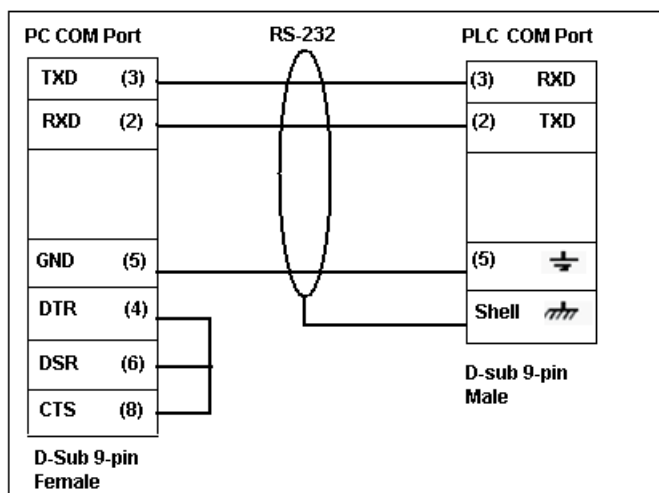 PC COM Port
RS-232
PLC COM Port
TXD (3)
(3) RXD
RXD (2)
(2) TXD
GND (5)
(5)
DTR (4)
Shell
DSR (6)
CTS (8)
D-sub 9-pin
Male
D-Sub 9-pin
Female